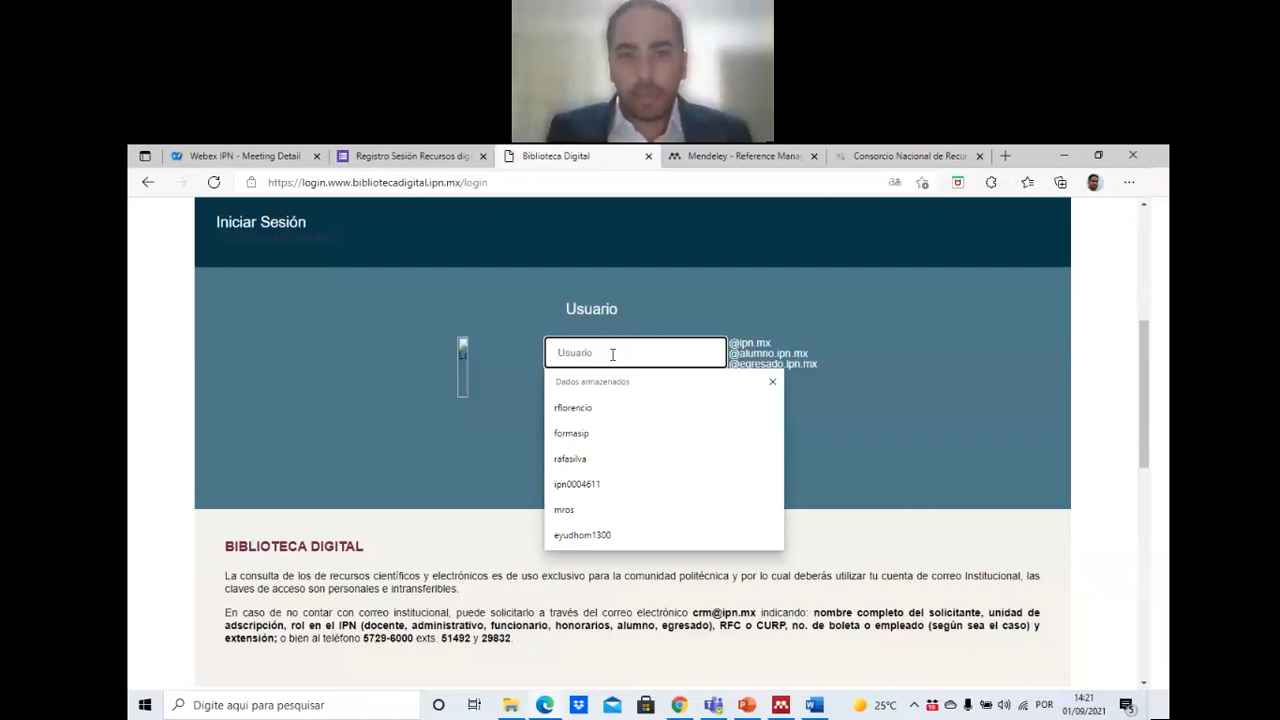 Webex IPN - Meeting Detail
Registro Sesión Recursos dig
Biblioteca Digital
Mendeley - Reference Mana
Consorcio Nacional de Recur
https://login.www.bibliotecadigital.ipn.mx/login
Iniciar Sesión
Usuario
Usuario
@ipn.mx
@alumno.ipn.mx
@egresado.ipn.mx
Dados armazenados
rflorencio
formasip
rafasilva
ipn0004611
mros
eyudhom1300
BIBLIOTECA DIGITAL
La consulta de los de recursos científicos y electrónicos es de uso exclusivo para la comunidad politécnica y por lo cual deberás utilizar tu cuenta de correo Institucional, las
claves de acceso son personales e intransferibles.
En caso de no contar con correo institucional, puede solicitarlo a través del correo electrónico crm@ipn.mx indicando: nombre completo del solicitante, unidad de
adscripción, rol en el IPN (docente, administrativo, funcionario, honorarios, alumno, egresado), RFC o CURP, no. de boleta o empleado (según sea el caso) y
extensión; o bien al teléfono 5729-6000 exts. 51492 y 29832.
Digite aqui para pesquisar
25°C
POR
14:21
01/09/2021